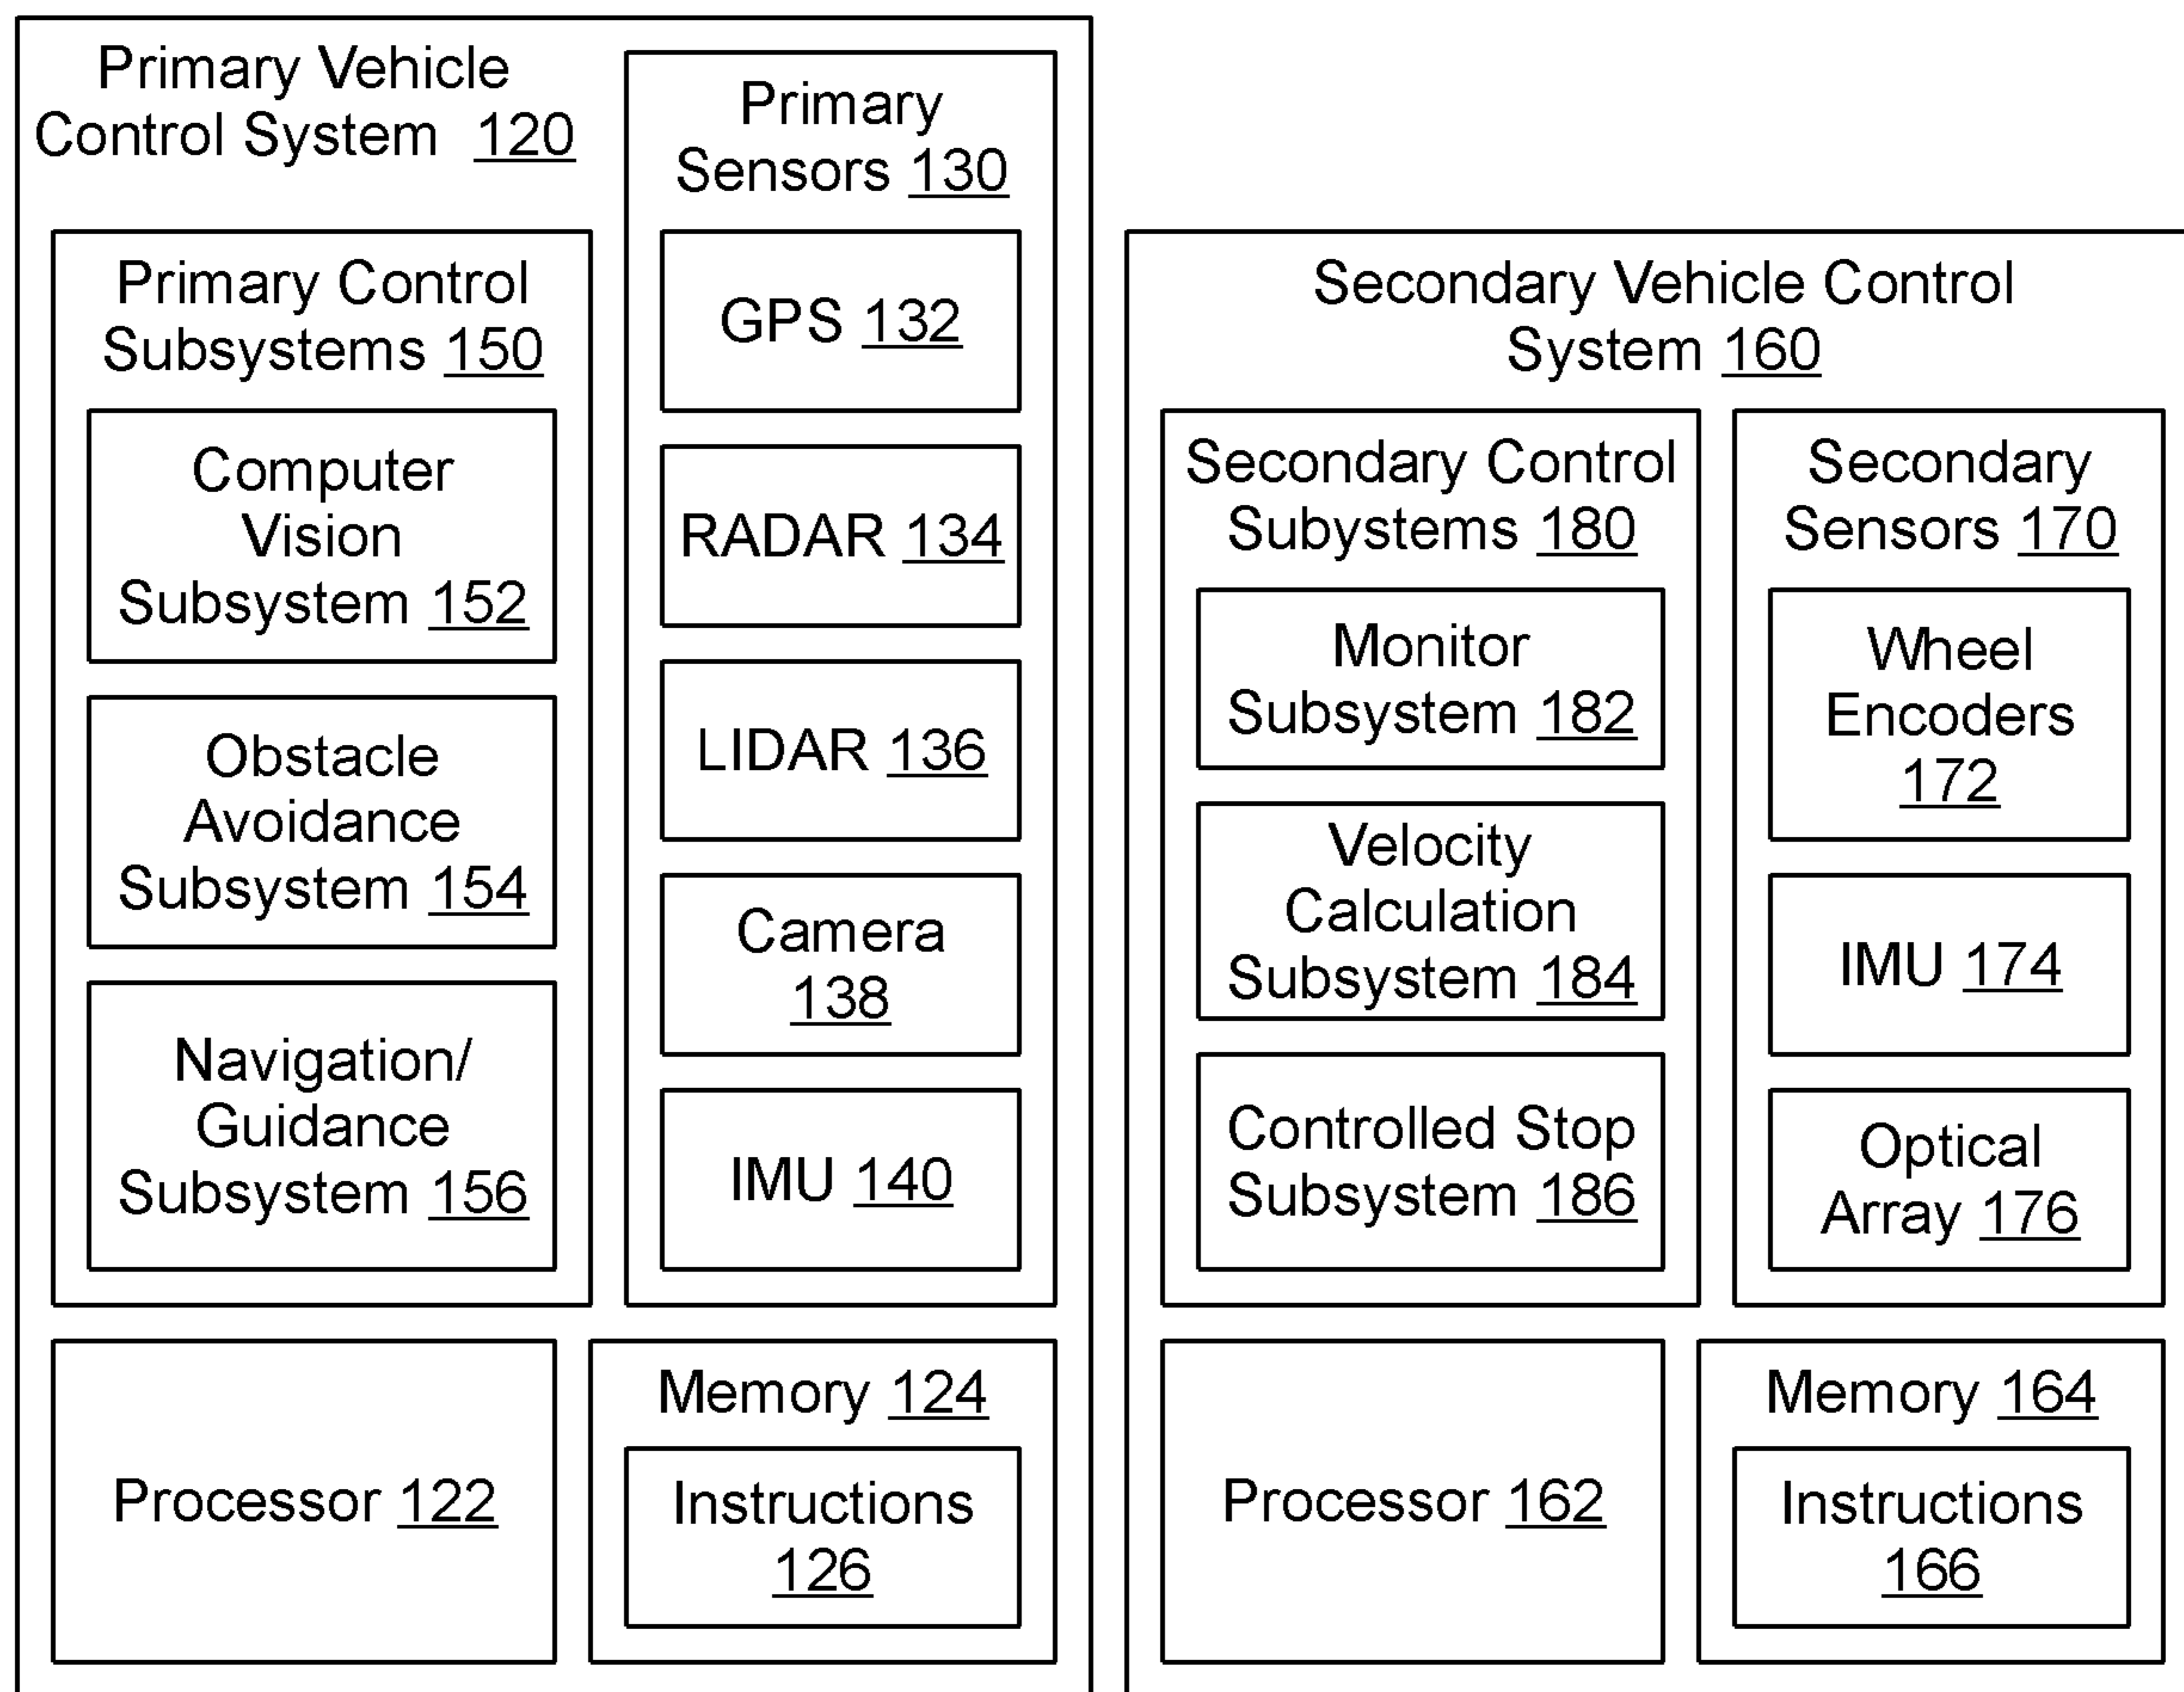 Primary Vehicle
Control System 120
Primary Control
Subsystems 150
Computer
Vision
Subsystem 152
Obstacle
Avoidance
Subsystem 154
Navigation/
Guidance
Subsystem 156
Primary
Sensors 130
GPS 132
RADAR 134
LIDAR 136
Camera
138
IMU 140
Processor 122
Memory 124
Instructions
126
Secondary Vehicle Control
System 160
Secondary Control
Subystems 180
Monitor
Subsystem 182
Velocity
Calculation
Subsystem 184
Controlled Stop
Subsystem 186
Secondary
Sensors 170
Wheel
Encoders
172
IMU 174
Optical
Array 176
Processor 162
Memory 164
Instructions
166